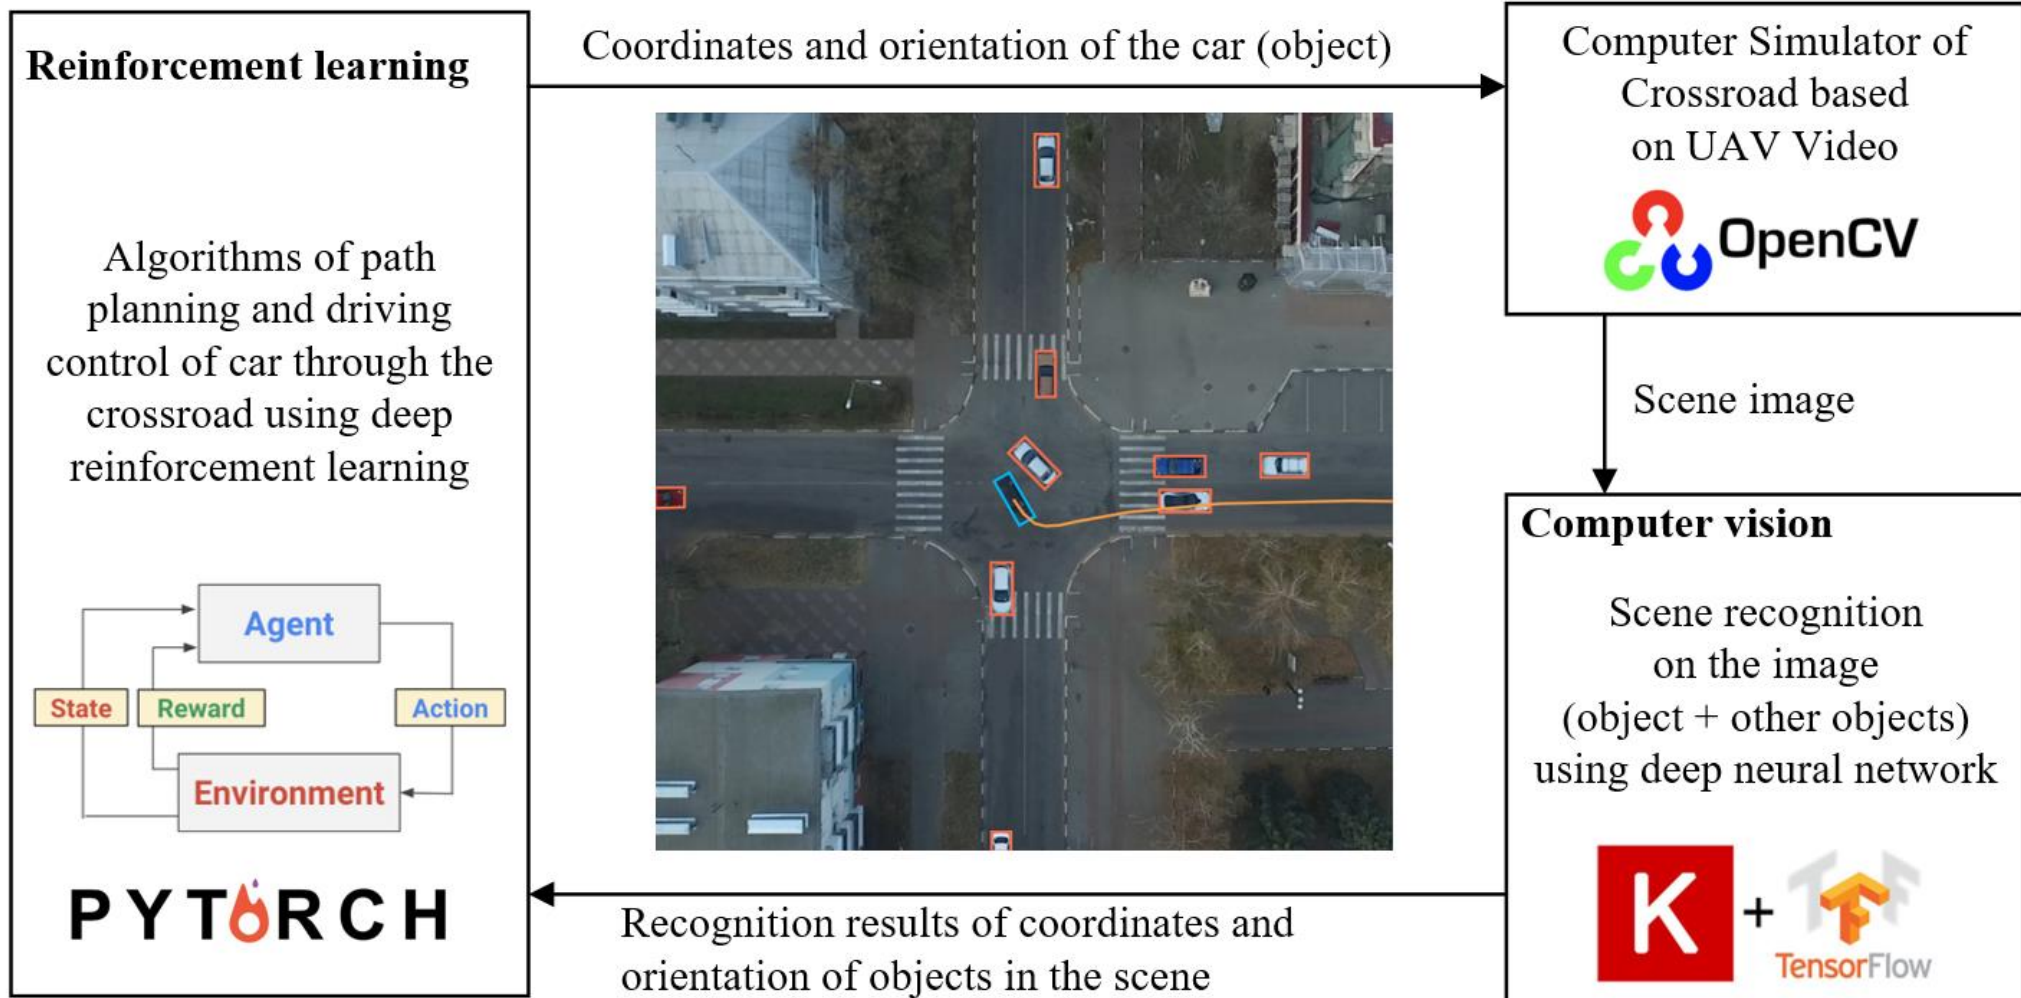 Reinforcement learning
Algorithms of path
planning and driving
control of car through the
crossroad using deep
reinforcement learning
Agent
State
Reward
Action
Environment
PYTORCH
Coordinates and orientation of the car (object)
Computer Simulator of
Crossroad based
on UAV Video
OpenCV
Scene image
Computer vision
Scene recognition
on the image
(object + other objects)
using deep neural network
K + TF
TensorFlow
Recognition results of coordinates and
orientation of objects in the scene